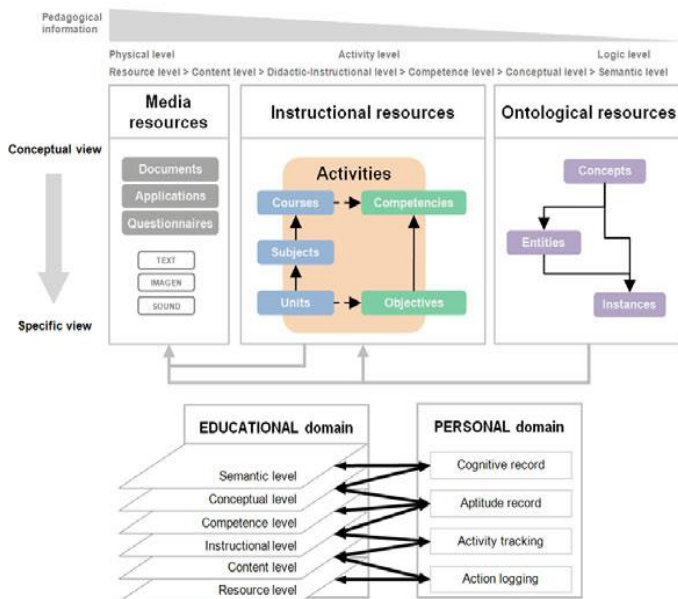 Pedagogical
information
Physical level Activity level Logic level
Resource level > Content level > Didactic-Instructional level > Competence level > Conceptual level > Semantic level
Media
resources
Instructional resources
Ontological resources
Conceptual view
Specific view
Documents
Applications
Questionnaires
TEXT
IMAGEN
SOUND
Activities
Courses
Competencies
Subjects
Units
Objectives
Concepts
Entities
Instances
EDUCATIONAL domain
Semantic level
Conceptual level
Competence level
Instructional level
Content level
Resource level
PERSONAL domain
Cognitive record
Aptitude record
Activity tracking
Action logging